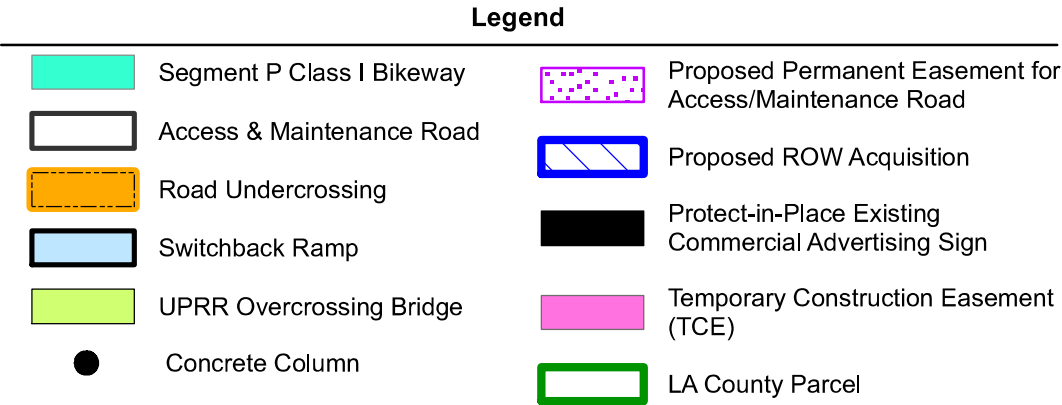 Legend
Segment P Class I Bikeway
Access & Maintenance Road
Road Undercrossing
Switchback Ramp
UPRR Overcrossing Bridge
Concrete Column
Proposed Permanent Easement for
Access/Maintenance Road
Proposed ROW Acquisition
Protect-in-Place Existing
Commercial Advertising Sign
Temporary Construction Easement
(TCE)
LA County Parcel